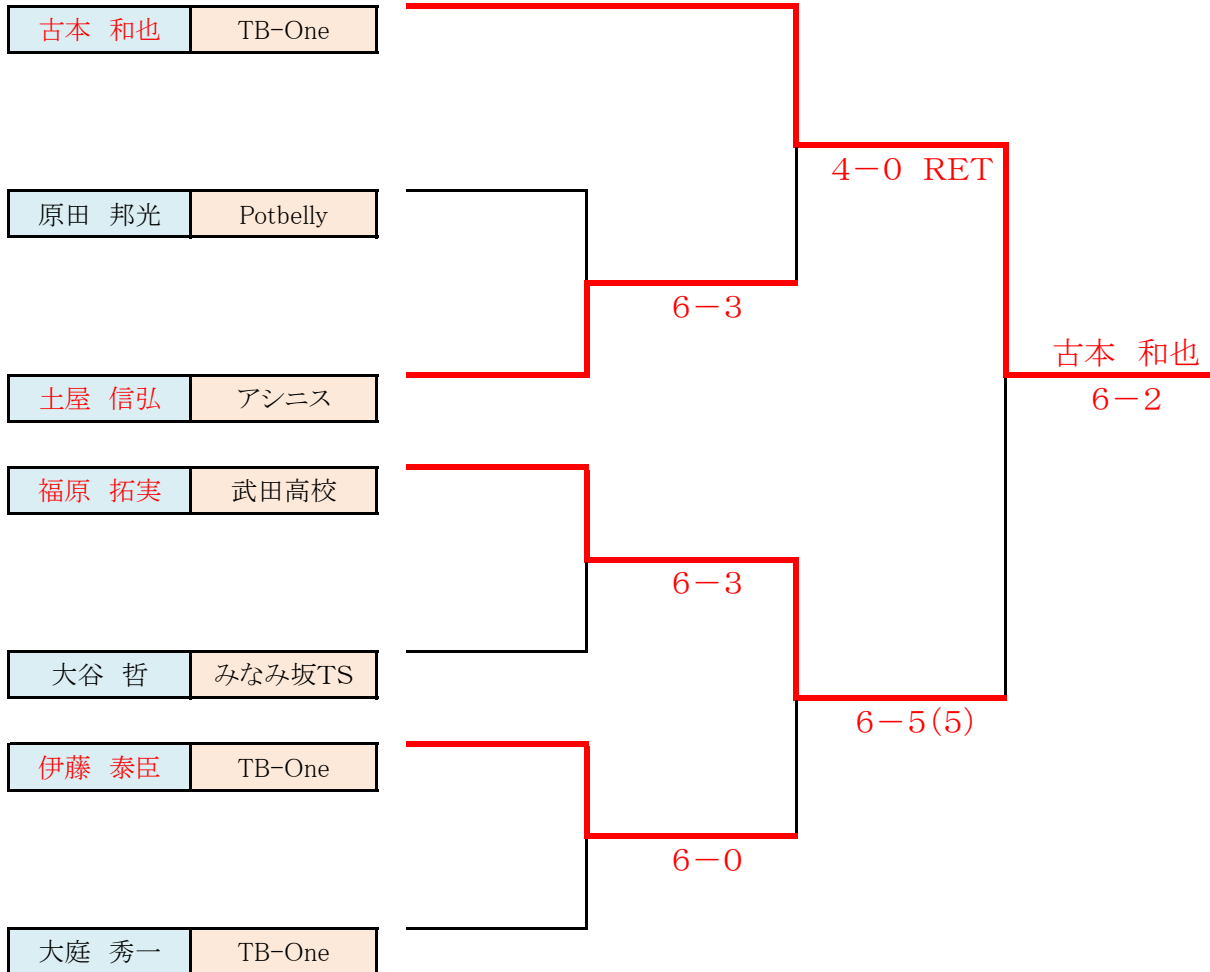 古本 和也 TB-One
4-0 RET
原田 邦光 Potbelly
6-3
古本 和也
土屋 信弘 アシニス
6-2
福原 拓実 武田高校
6-3
大谷 哲 みなみ坂TS
6-5(5)
伊藤 泰臣 TB-One
6-0
大庭 秀一 TB-One